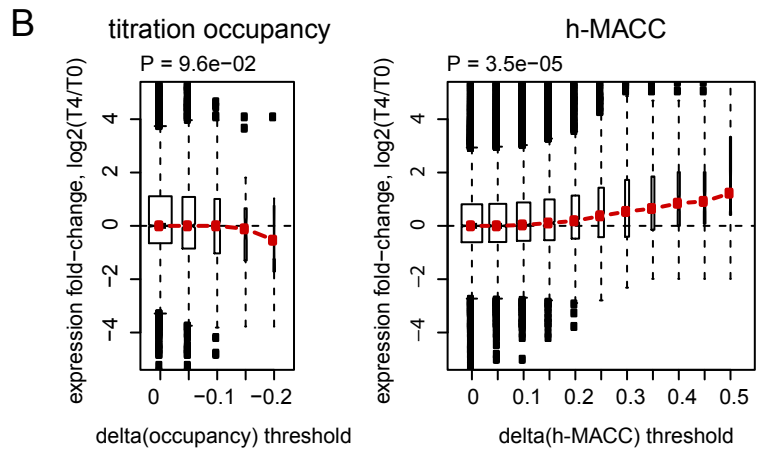 B
titration occupancy
P = 9.6e−02
expression fold−change, log2(T4/T0)
4
2
0
−2
−4
0 −0.1 −0.2
delta(occupancy) threshold
h-MACC
P = 3.5e−05
expression fold−change, log2(T4/T0)
4
2
0
−2
−4
0 0.1 0.2 0.3 0.4 0.5
delta(h-MACC) threshold